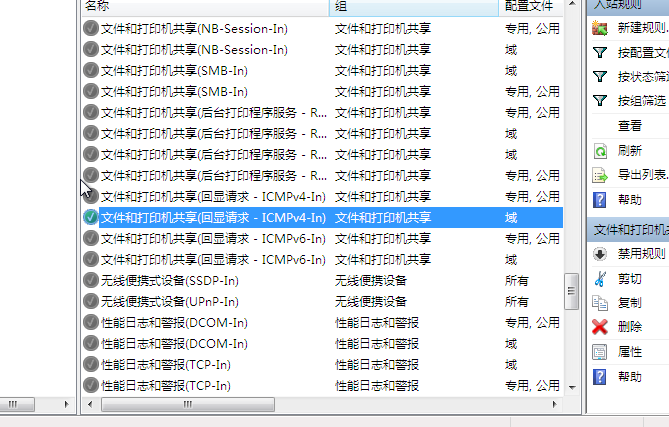 名称 组 配置文件
文件和打印机共享(NB-Session-In) 文件和打印机共享 专用, 公用
文件和打印机共享(NB-Session-In) 文件和打印机共享 域
文件和打印机共享(SMB-In) 文件和打印机共享 域
文件和打印机共享(SMB-In) 文件和打印机共享 专用, 公用
文件和打印机共享(后台打印程序服务 - R... 文件和打印机共享 专用, 公用
文件和打印机共享(后台打印程序服务 - R... 文件和打印机共享 域
文件和打印机共享(后台打印程序服务 - R... 文件和打印机共享 域
文件和打印机共享(后台打印程序服务 - R... 文件和打印机共享 专用, 公用
文件和打印机共享(回显请求 - ICMPv4-In) 文件和打印机共享 专用, 公用
文件和打印机共享(回显请求 - ICMPv4-In) 文件和打印机共享 域
文件和打印机共享(回显请求 - ICMPv6-In) 文件和打印机共享 专用, 公用
文件和打印机共享(回显请求 - ICMPv6-In) 文件和打印机共享 域
无线便携式设备(SSDP-In) 无线便携设备 所有
无线便携式设备(UPnP-In) 无线便携设备 所有
性能日志和警报(DCOM-In) 性能日志和警报 专用, 公用
性能日志和警报(DCOM-In) 性能日志和警报 域
性能日志和警报(TCP-In) 性能日志和警报 域
性能日志和警报(TCP-In) 性能日志和警报 专用, 公用
入站规则
新建规则...
按配置文件
按状态筛选
按组筛选
查看
刷新
导出列表...
帮助
文件和打印机共
禁用规则
剪切
复制
删除
属性
帮助